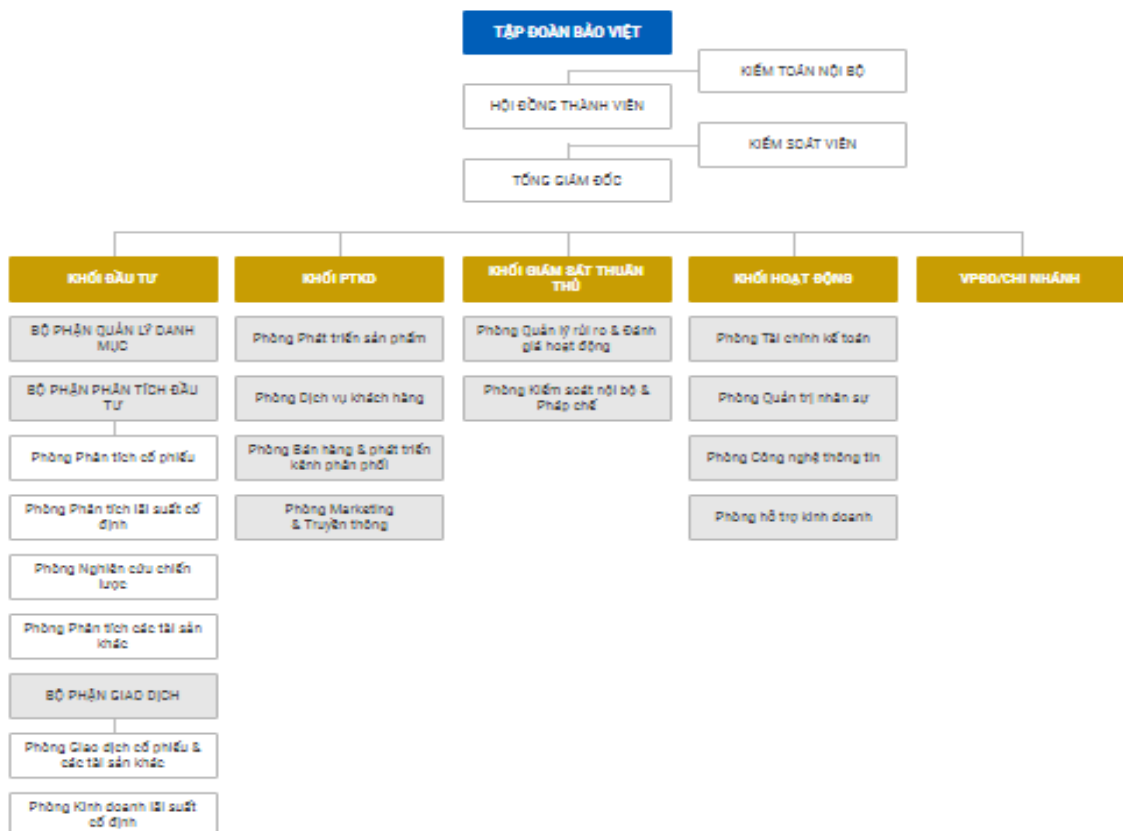 TẬP ĐOÀN BẢO VIỆT
KIỂM TOÁN NỘI BỘ
HỘI ĐỒNG THÀNH VIÊN
KIỂM SOÁT VIÊN
TỔNG GIÁM ĐỐC
KHỐI ĐẦU TƯ
KHỐI PTKD
KHỐI GIÁM SÁT THUÂN
THỦ
KHỐI HOẠT ĐỘNG
VPĐD/CHI NHÁNH
BỘ PHẬN QUẢN LÝ DANH
MỤC
BỘ PHẬN PHÂN TÍCH ĐẦU
TƯ
Phòng Phân tích cổ phiếu
Phòng Phân tích lãi suất cố
định
Phòng Nghiên cứu chiến
lược
Phòng Phân tích các tài sản
khác
BỘ PHẬN GIAO DỊCH
Phòng Giao dịch cổ phiếu &
các tài sản khác
Phòng Kinh doanh lãi suất
cố định
Phòng Phát triển sản phẩm
Phòng Dịch vụ khách hàng
Phòng Bán hàng & phát triển
kênh phân phối
Phòng Marketing
& Truyền thông
Phòng Quản lý rủi ro & Đánh
giá hoạt động
Phòng Kiểm soát nội bộ &
Pháp chế
Phòng Tài chính kế toán
Phòng Quản trị nhân sự
Phòng Công nghệ thông tin
Phòng hỗ trợ kinh doanh